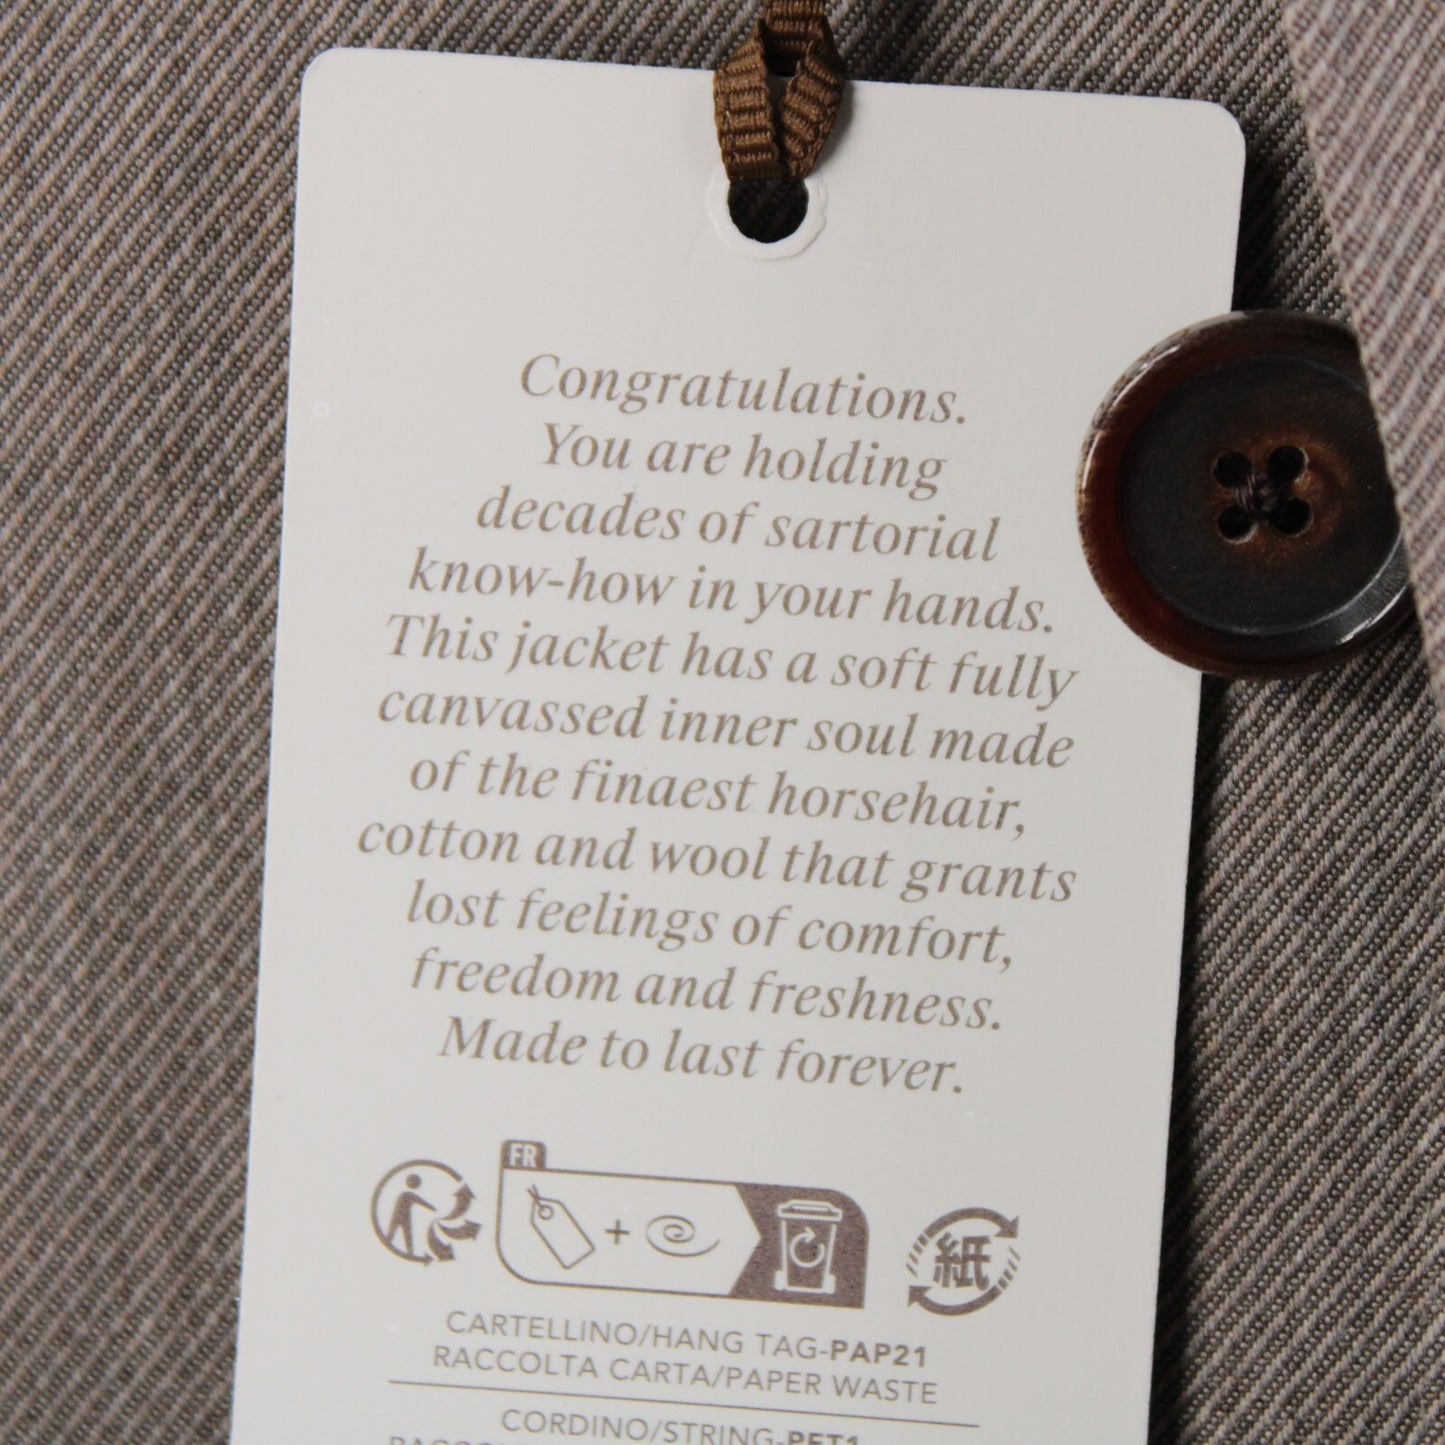 Congratulations.
You are holding
decades of sartorial
know-how in your hands.
This jacket has a soft fully
canvassed inner soul made
of the finaest horsehair,
cotton and wool that grants
lost feelings of comfort,
freedom and freshness.
Made to last forever.
FR
紙
CARTELLINO/HANG TAG-PAP21
RACCOLTA CARTA/PAPER WASTE
CORDINO/STRING-PET1